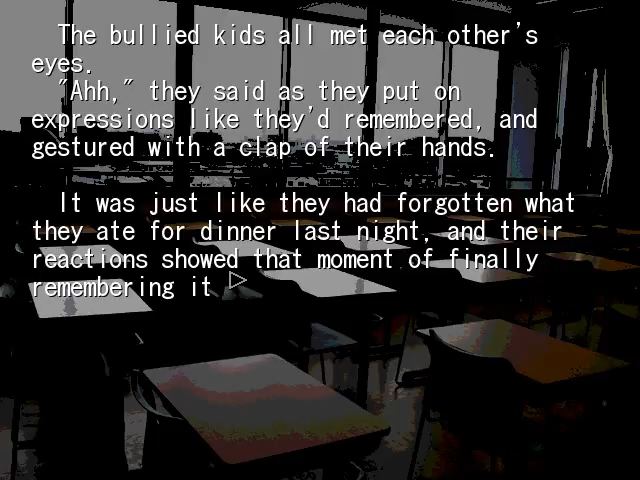 The bullied kids all met each other's
eyes.
"Ahh," they said as they put on
expressions like they'd remembered, and
gestured with a clap of their hands.
It was just like they had forgotten what
they ate for dinner last night, and their
reactions showed that moment of finally
remembering it